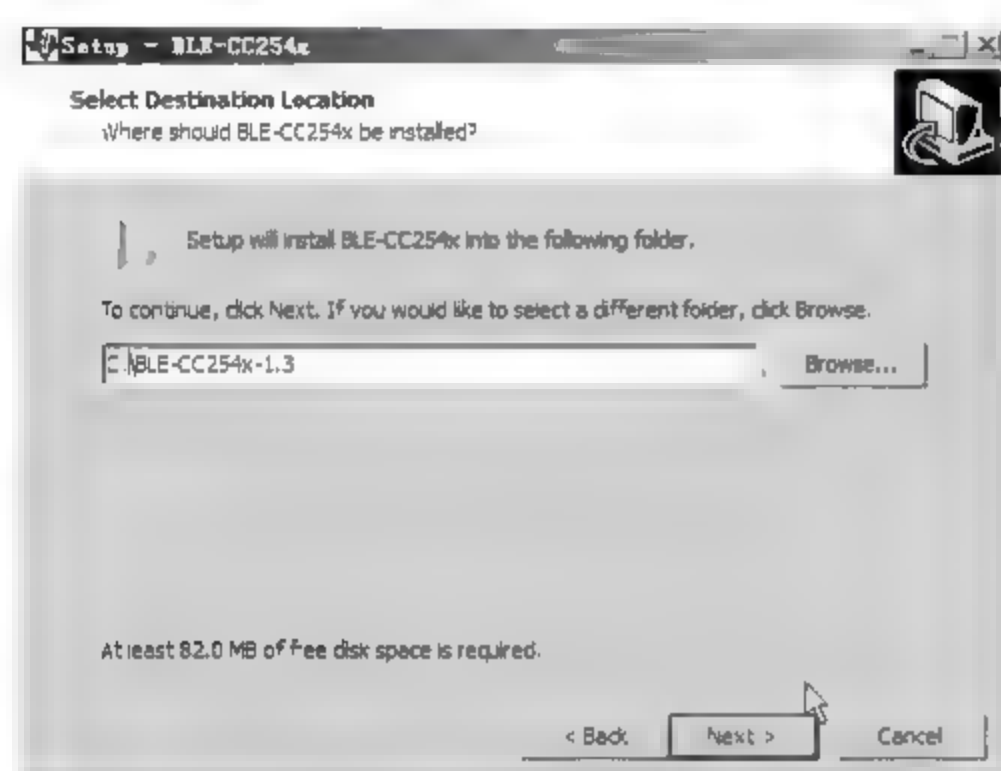 Setup - BLE-CC254x
Select Destination Location
Where should BLE-CC254x be installed?
Setup will install BLE-CC254x into the following folder.
To continue, click Next. If you would like to select a different folder, click Browse.
C:\BLE-CC254x-1.3
Browse...
At least 82.0 MB of free disk space is required.
< Back
Next >
Cancel